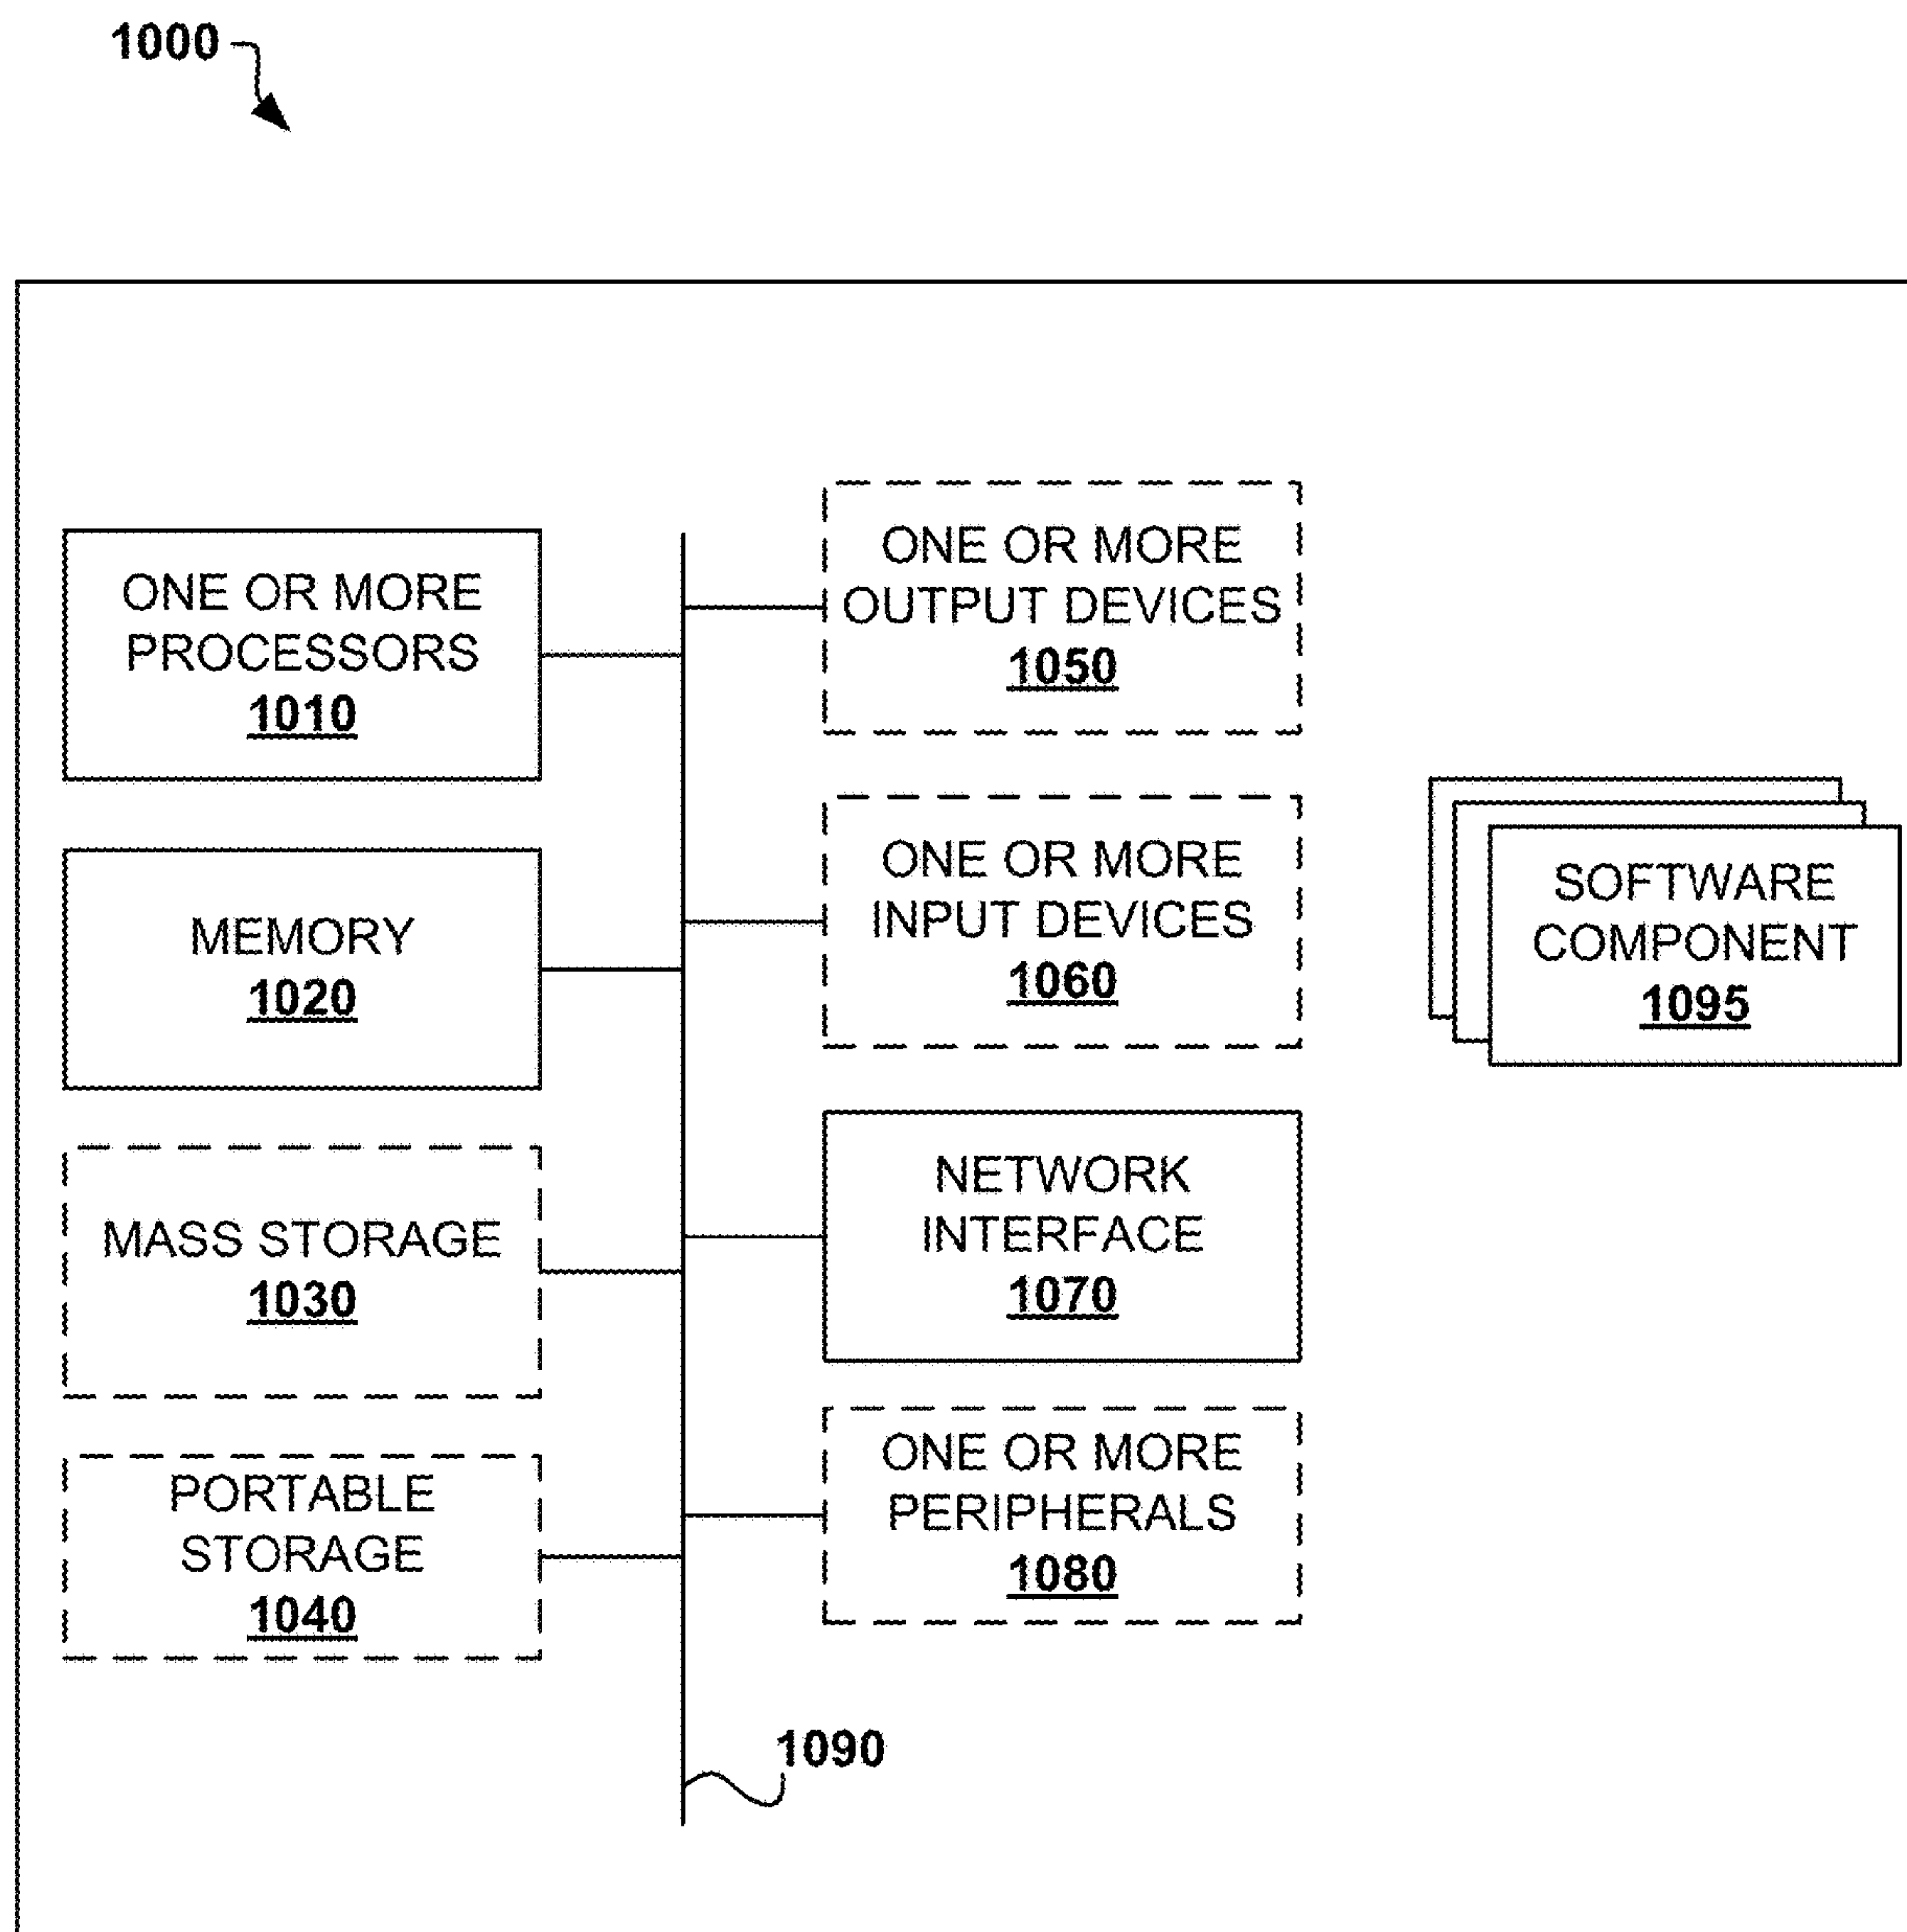 1000
ONE OR MORE
PROCESSORS
1010
MEMORY
1020
MASS STORAGE
1030
PORTABLE
STORAGE
1040
ONE OR MORE
OUTPUT DEVICES
1050
ONE OR MORE
INPUT DEVICES
1060
NETWORK
INTERFACE
1070
ONE OR MORE
PERIPHERALS
1080
1090
SOFTWARE
COMPONENT
1095